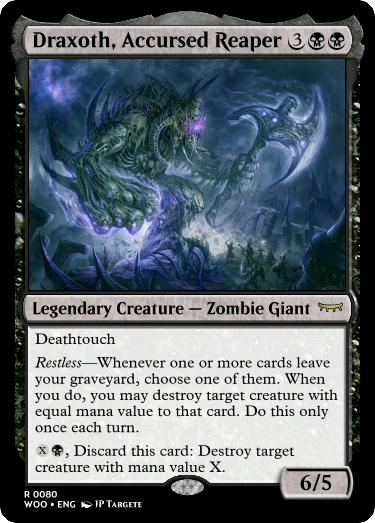 Draxoth, Accursed Reaper 3
Legendary Creature — Zombie Giant
Deathtouch
Restless—Whenever one or more cards leave
your graveyard, choose one of them. When
you do, you may destroy target creature with
equal mana value to that card. Do this only
once each turn.
X, Discard this card: Destroy target
creature with mana value X.
6/5
R 0080
WOO • ENG JP Targete